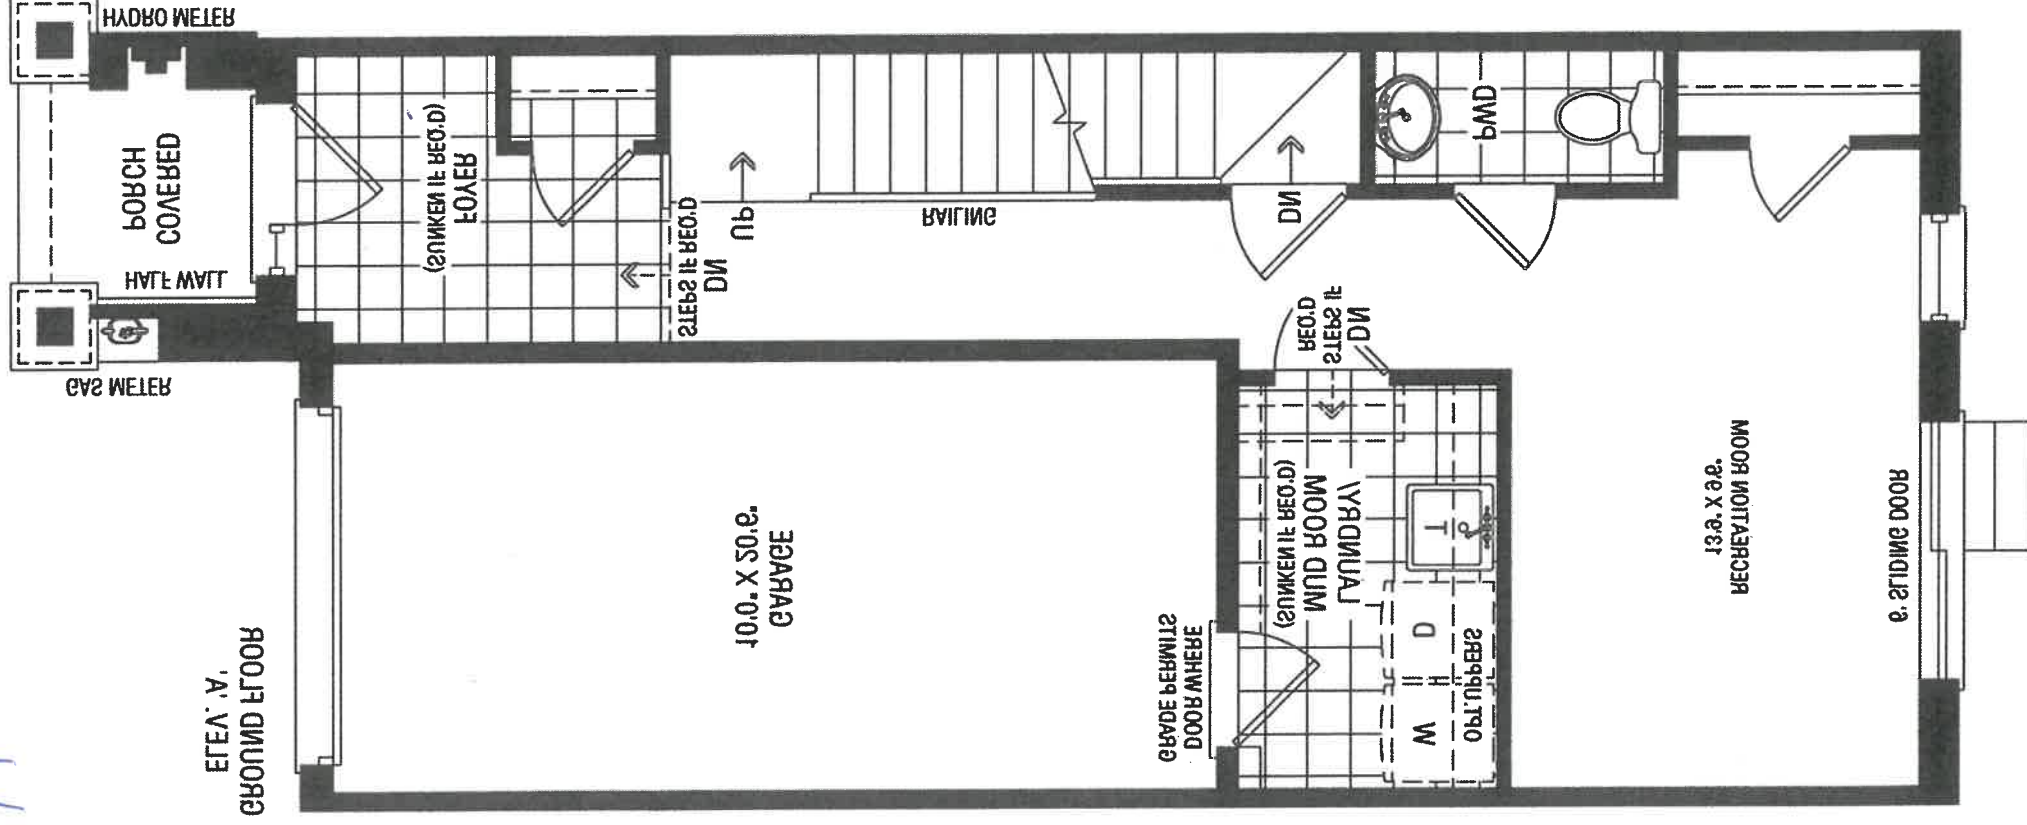 HYDRO METER
COVERED
PORCH
HALF WALL
GAS METER
FOYER
(SUNKEN IF REQ'D)
DN
STEPS IF REQ'D
UP
RAILING
DN
PWD
DN
STEPS IF
REQ'D
LAUNDRY/
MUD ROOM
(SUNKEN IF REQ'D)
T
D
W
H
OPT. UPPERS
DOOR WHERE
GRADE PERMITS
GARAGE
10'0" X 20'6"
RECREATION ROOM
13'9" X 9'6"
6' SLIDING DOOR
GROUND FLOOR
ELEV. 'A'